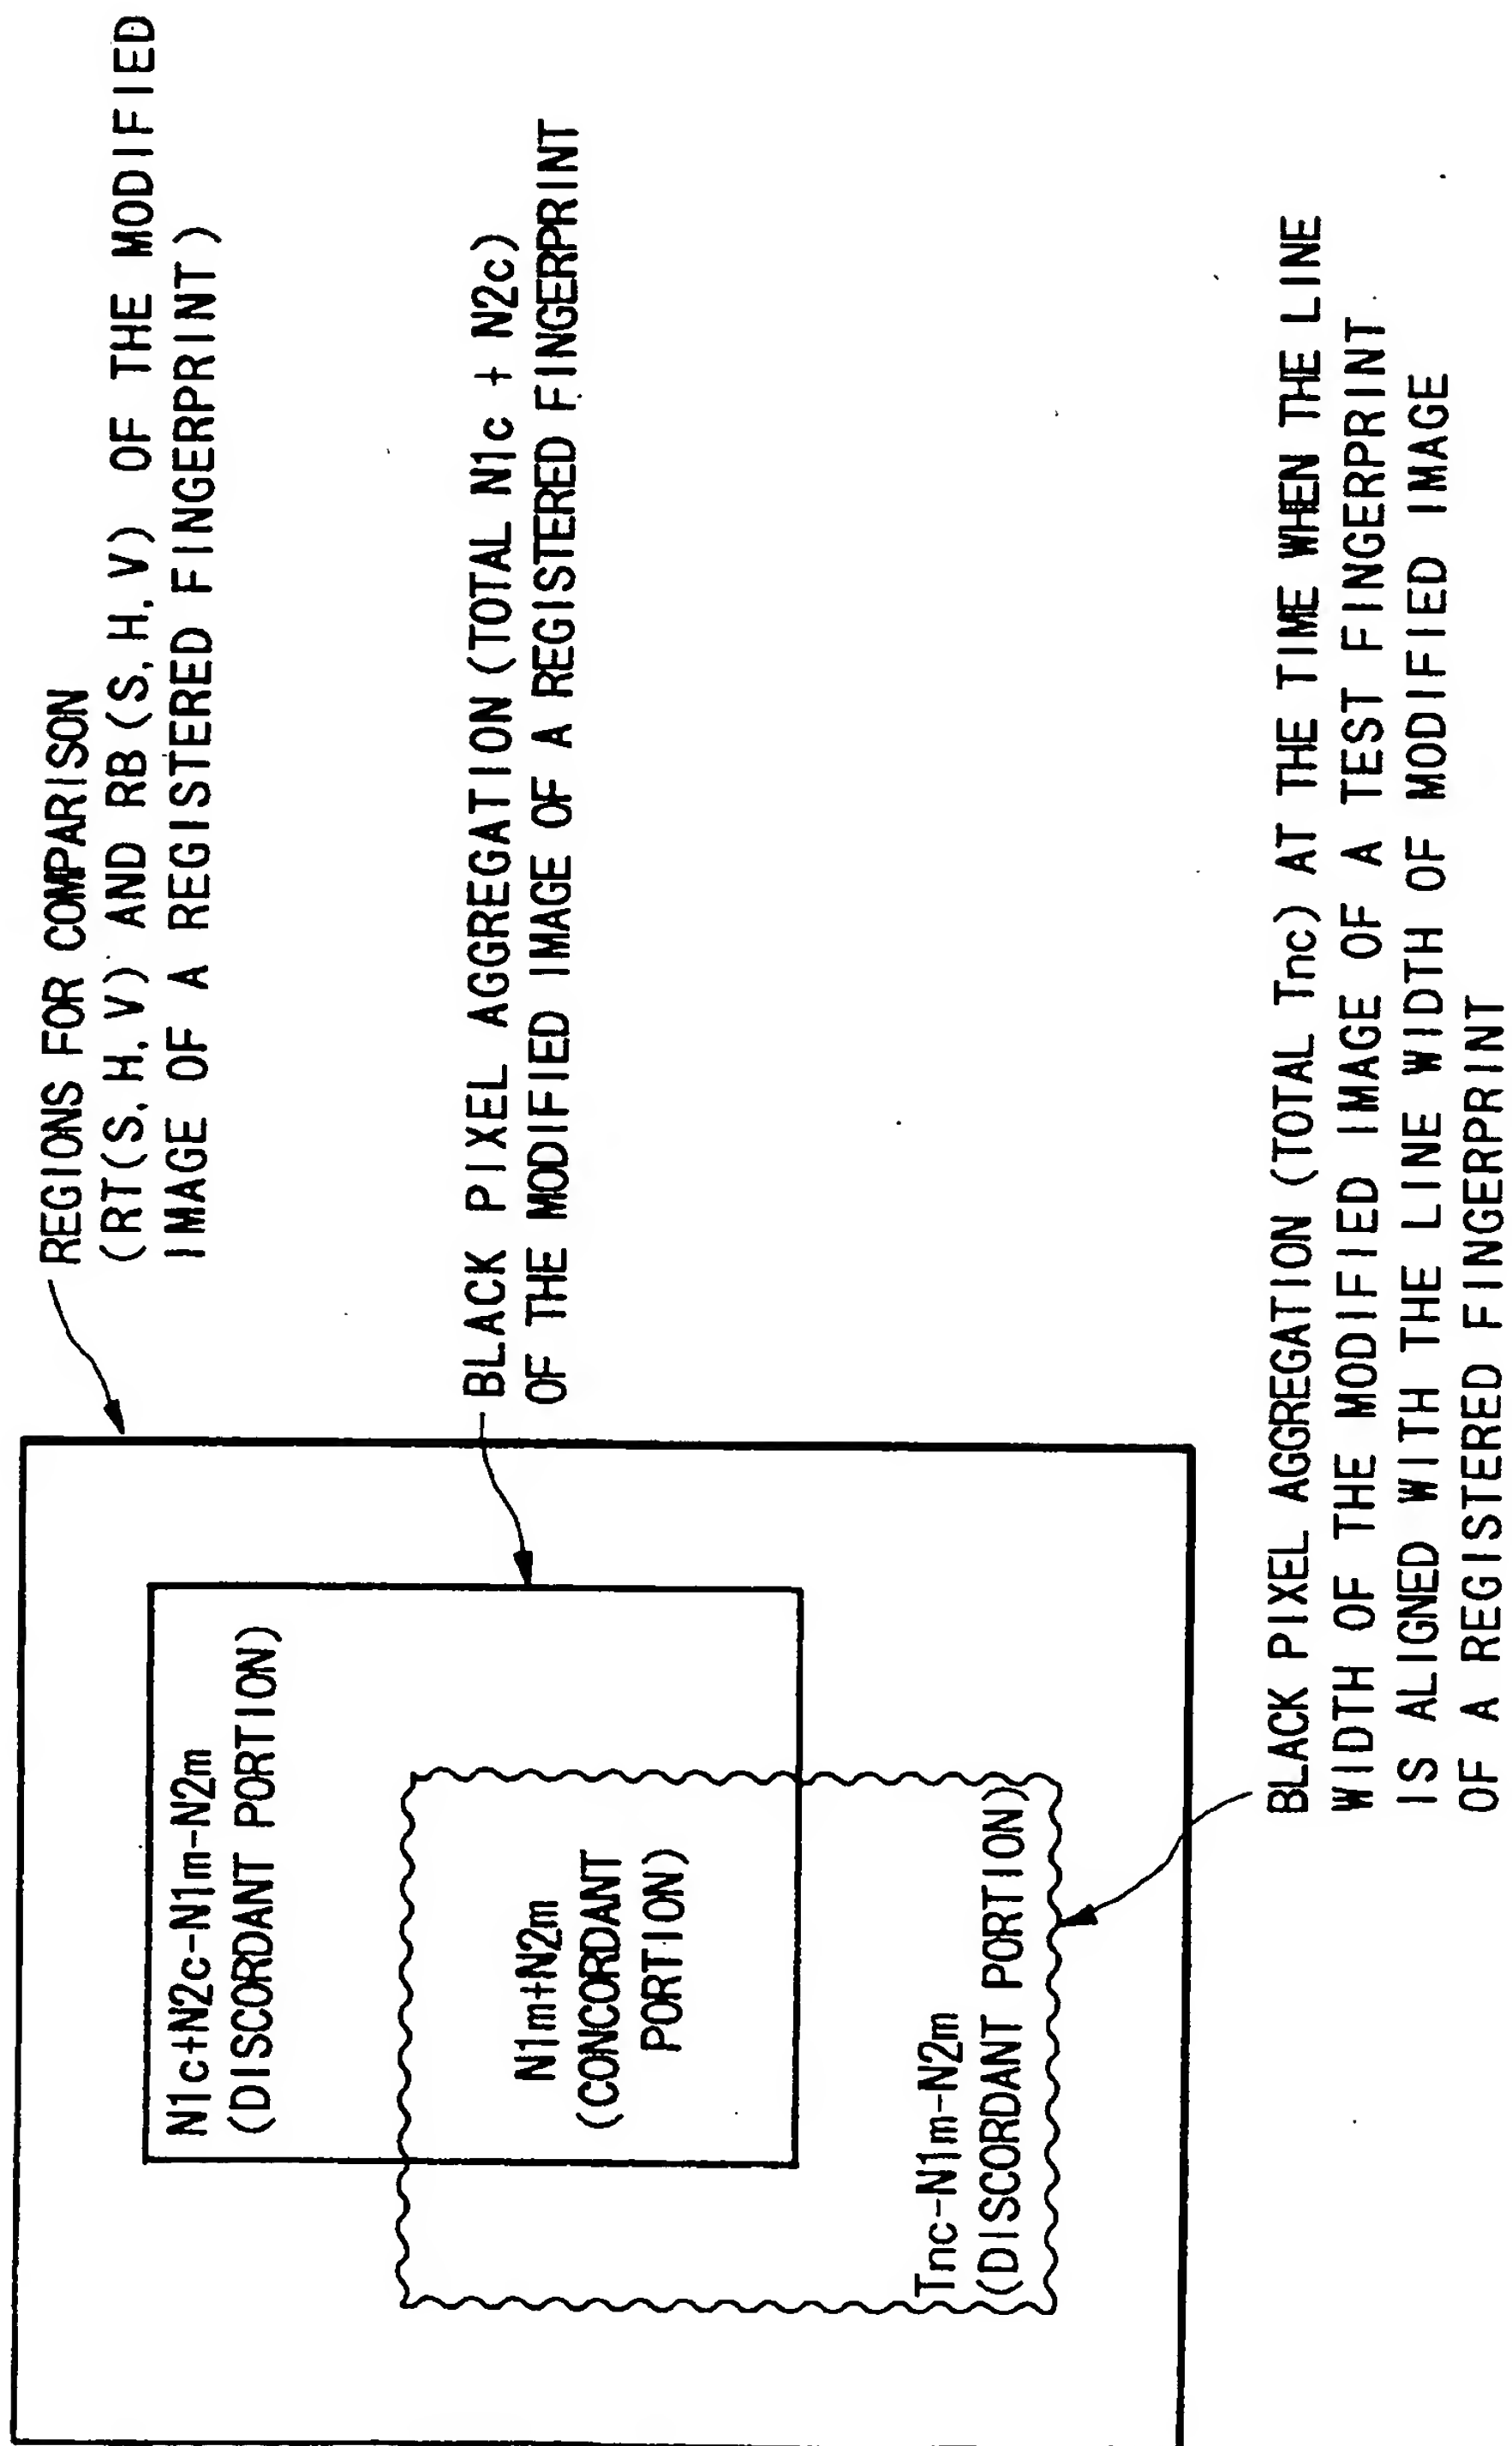 REGIONS FOR COMPARISON
(RT(S,H,V) AND RB(S,H,V) OF THE MODIFIED
IMAGE OF A REGISTERED FINGERPRINT)
BLACK PIXEL AGGREGATION (TOTAL N1c + N2c)
OF THE MODIFIED IMAGE OF A REGISTERED FINGERPRINT
N1c+N2c-N1m-N2m
(DISCORDANT PORTION)
N1m+N2m
(CONCORDANT
PORTION)
Tnc-N1m-N2m
(DISCORDANT PORTION)
BLACK PIXEL AGGREGATION (TOTAL Tnc) AT THE TIME WHEN THE LINE
WIDTH OF THE MODIFIED IMAGE OF A TEST FINGERPRINT
IS ALIGNED WITH THE LINE WIDTH OF MODIFIED IMAGE
OF A REGISTERED FINGERPRINT